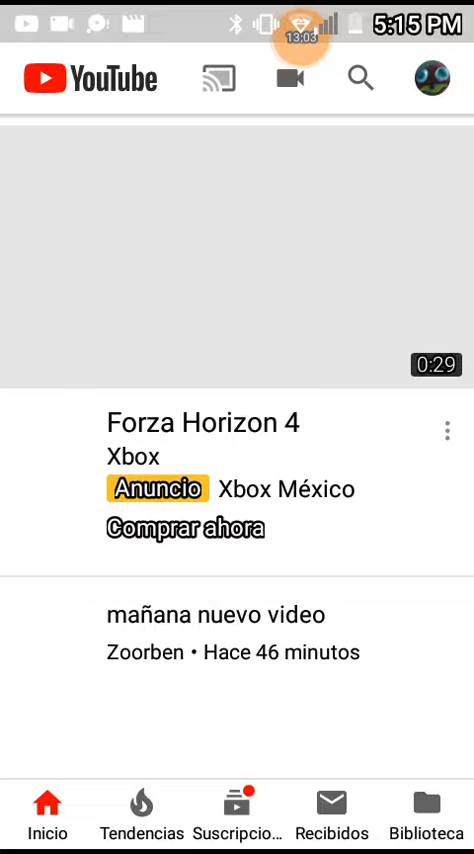 13:03
5:15 PM
YouTube
0:29
Forza Horizon 4
Xbox
Anuncio Xbox México
Comprar ahora
mañana nuevo video
Zoorben • Hace 46 minutos
Inicio Tendencias Suscripcio... Recibidos Biblioteca